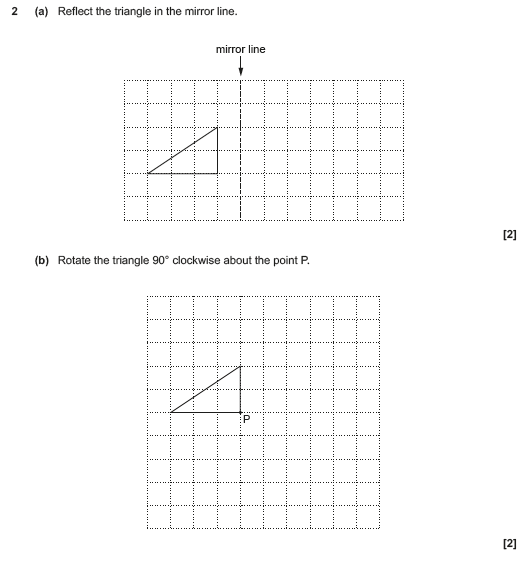 2 (a) Reflect the triangle in the mirror line.
mirror line
[2]
(b) Rotate the triangle 90° clockwise about the point P.
P
[2]